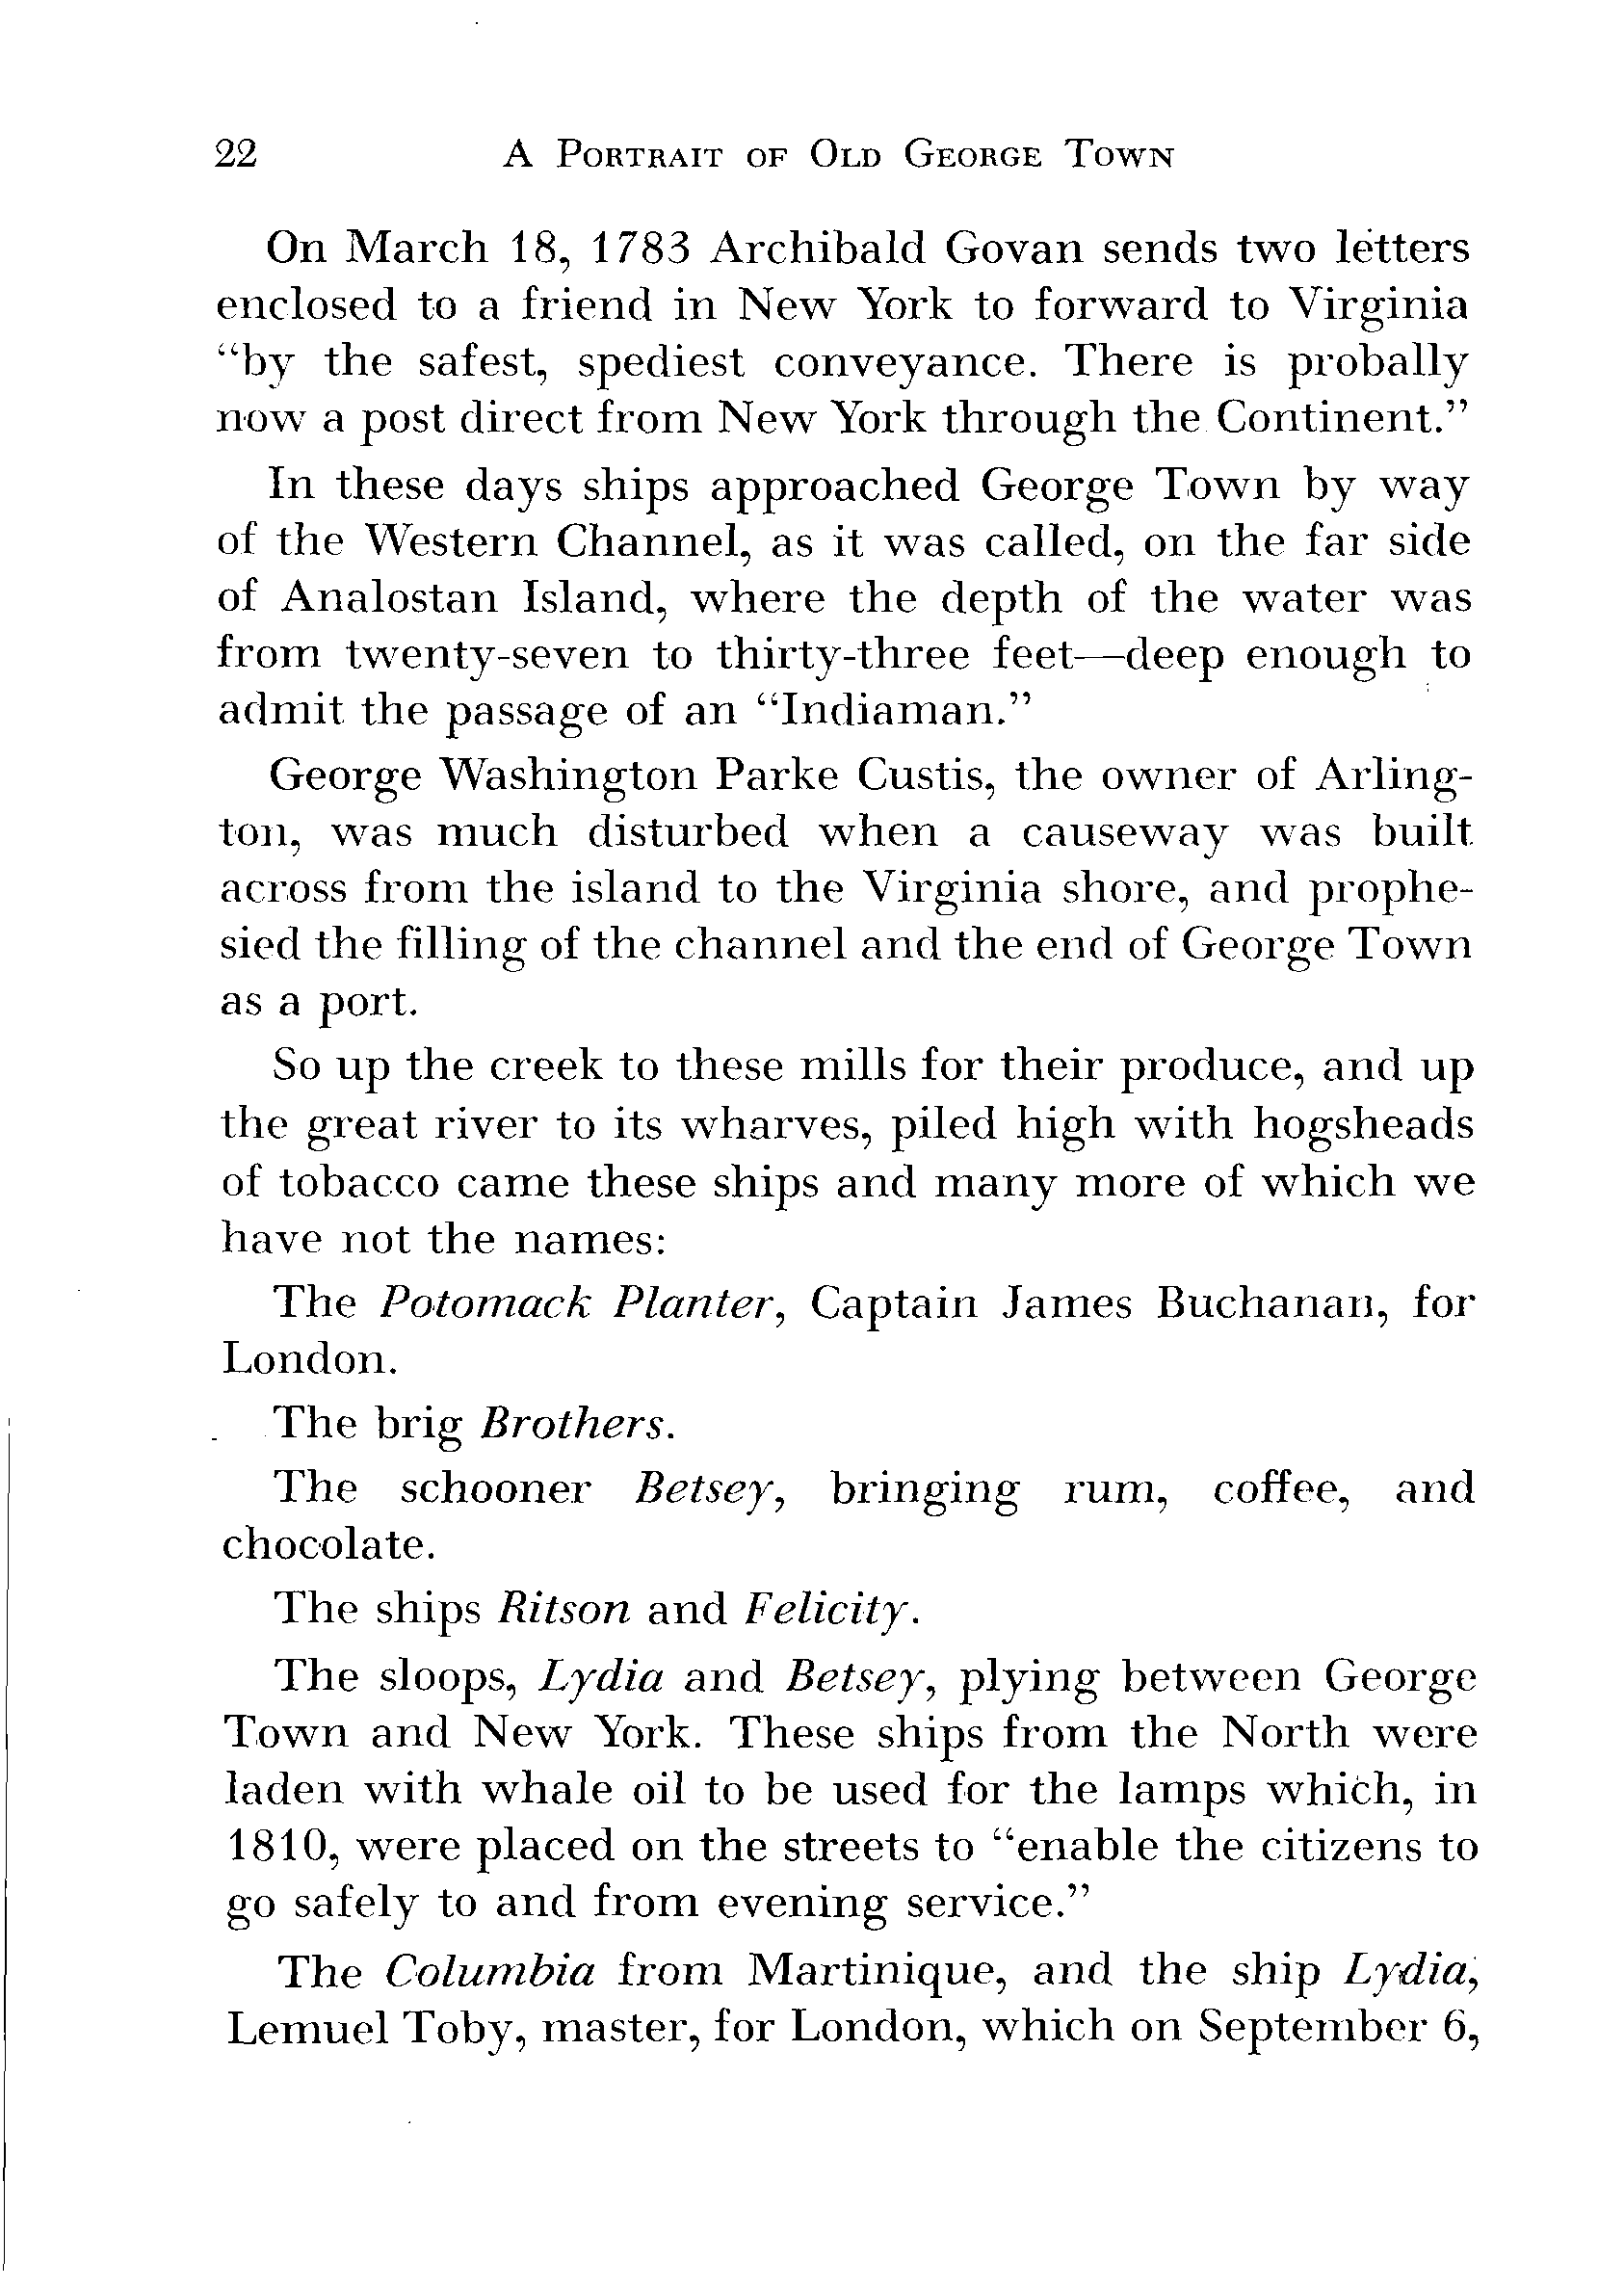 22 A Portrait of Old George Town
On March 18, 1783 Archibald Govan sends two letters
enclosed to a friend in New York to forward to Virginia
“by the safest, spediest conveyance. There is probally
now a post direct from New York through the Continent.”
In these days ships approached George Town by way
of the Western Channel, as it was called, on the far side
of Analostan Island, where the depth of the water was
from twenty-seven to thirty-three feet—deep enough to
admit the passage of an “Indiaman.”
George Washington Parke Custis, the owner of Arling-
ton, was much disturbed when a causeway was built
across from the island to the Virginia shore, and prophe-
sied the filling of the channel and the end of George Town
as a port.
So up the creek to these mills for their produce, and up
the great river to its wharves, piled high with hogsheads
of tobacco came these ships and many more of which we
have not the names:
The Potomack Planter, Captain James Buchanan, for
London.
The brig Brothers.
The schooner Betsey, bringing rum, coffee, and
chocolate.
The ships Ritson and Felicity.
The sloops, Lydia and Betsey, plying between George
Town and New York. These ships from the North were
laden with whale oil to be used for the lamps which, in
1810, were placed on the streets to “enable the citizens to
go safely to and from evening service.”
The Columbia from Martinique, and the ship Lydia,
Lemuel Toby, master, for London, which on September 6,